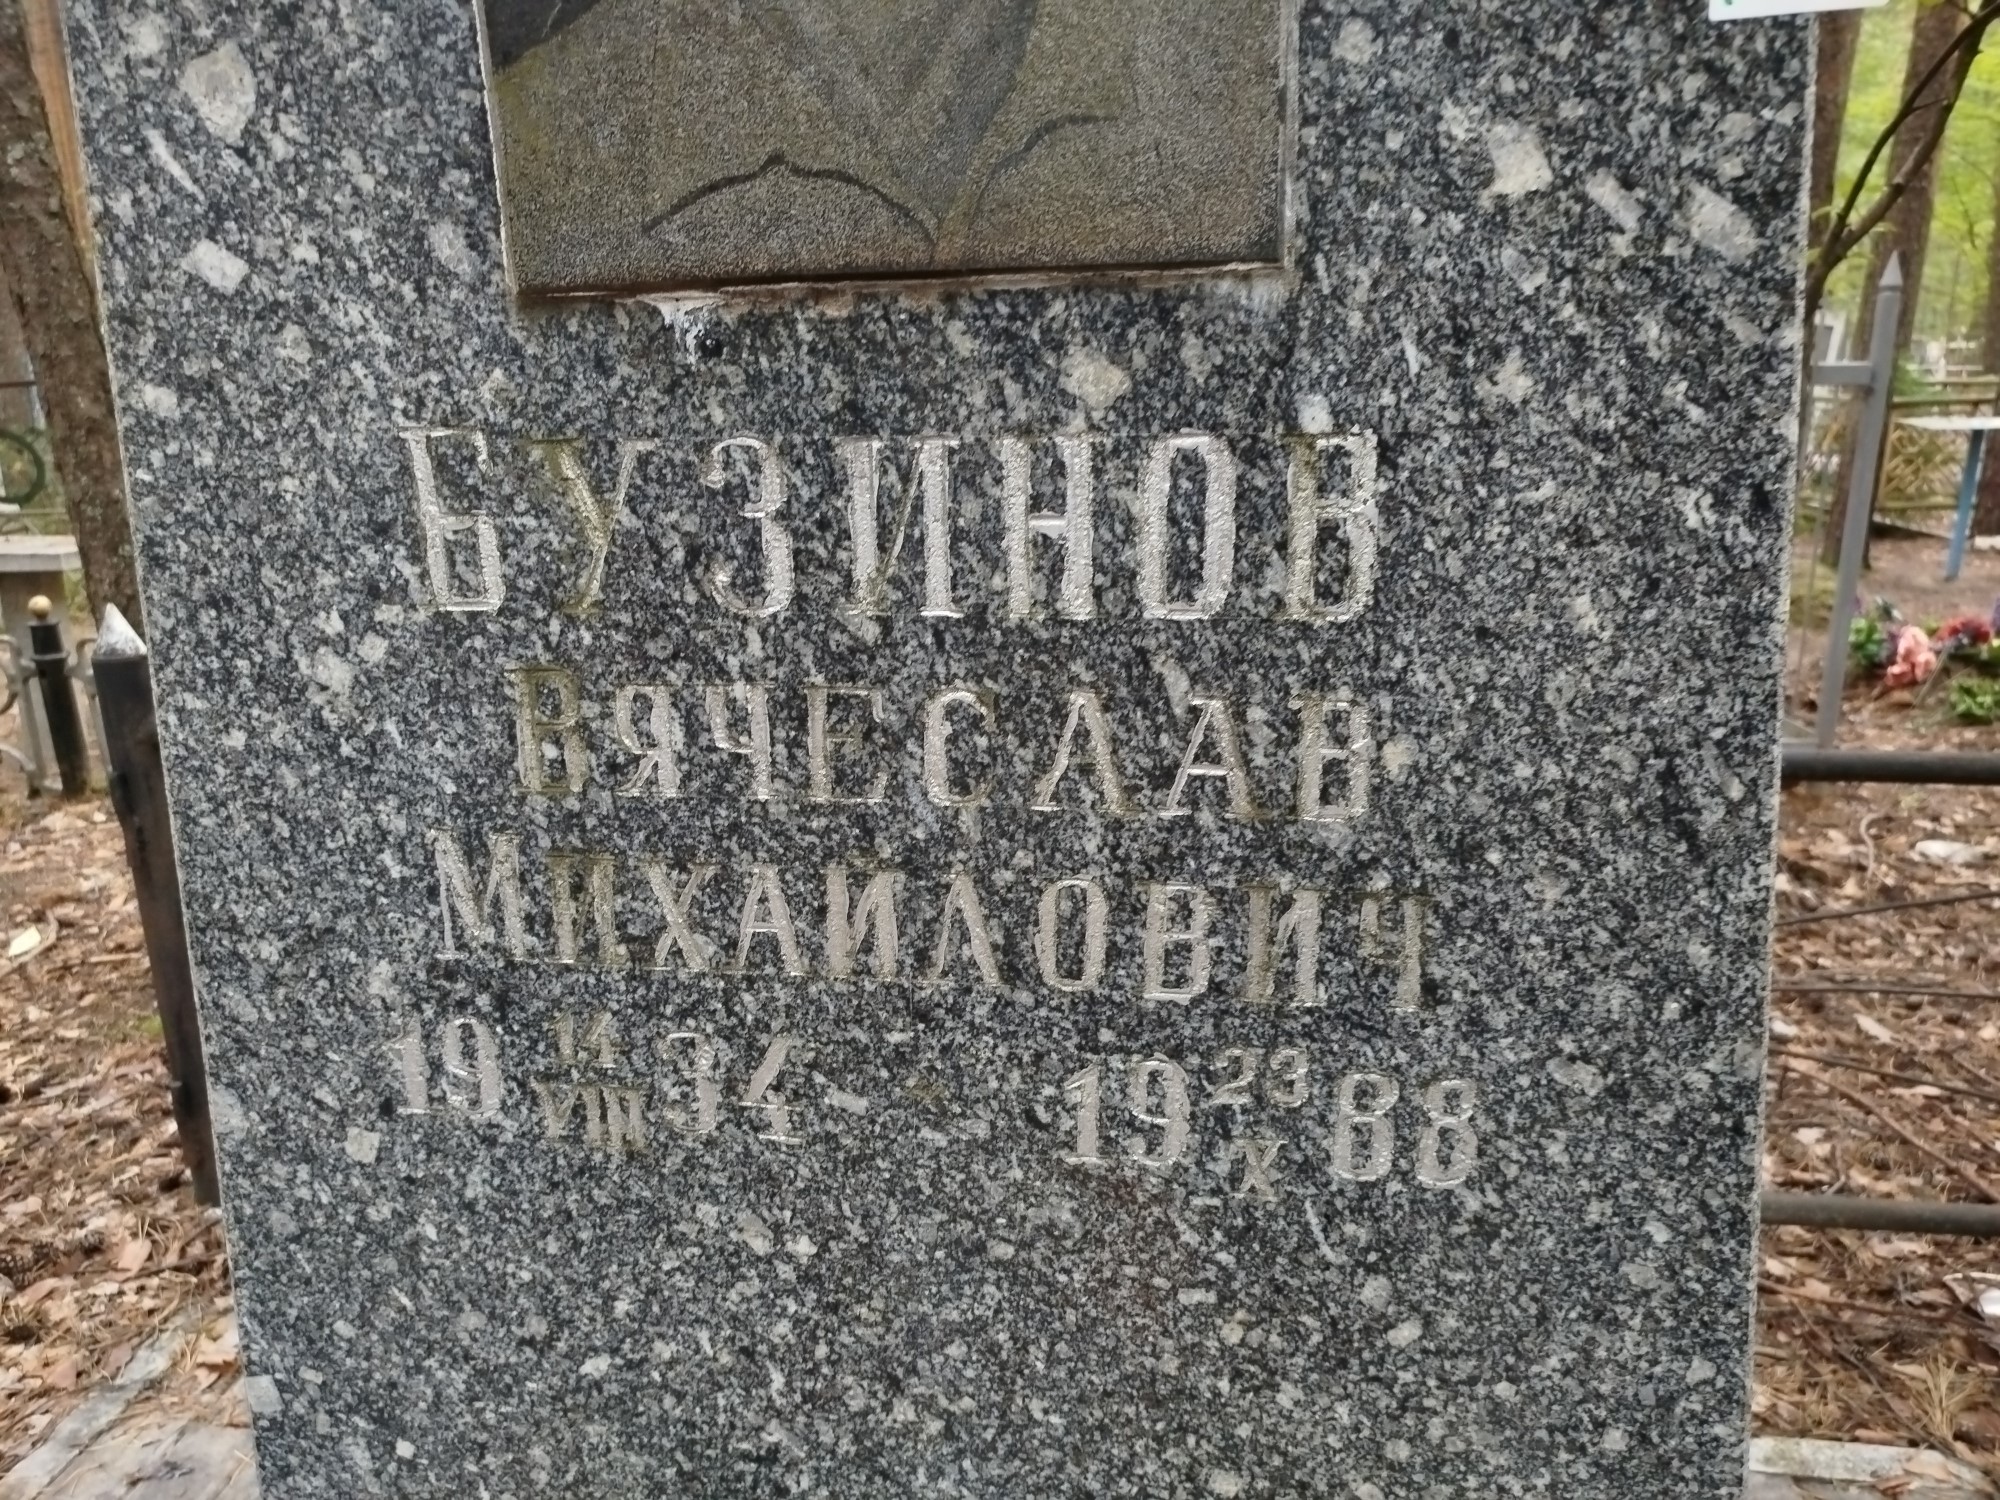 БУЗИНОВ
ВЯЧЕСЛАВ
МИХАЙЛОВИЧ
19 14 VIII 34 - 19 23 X 88